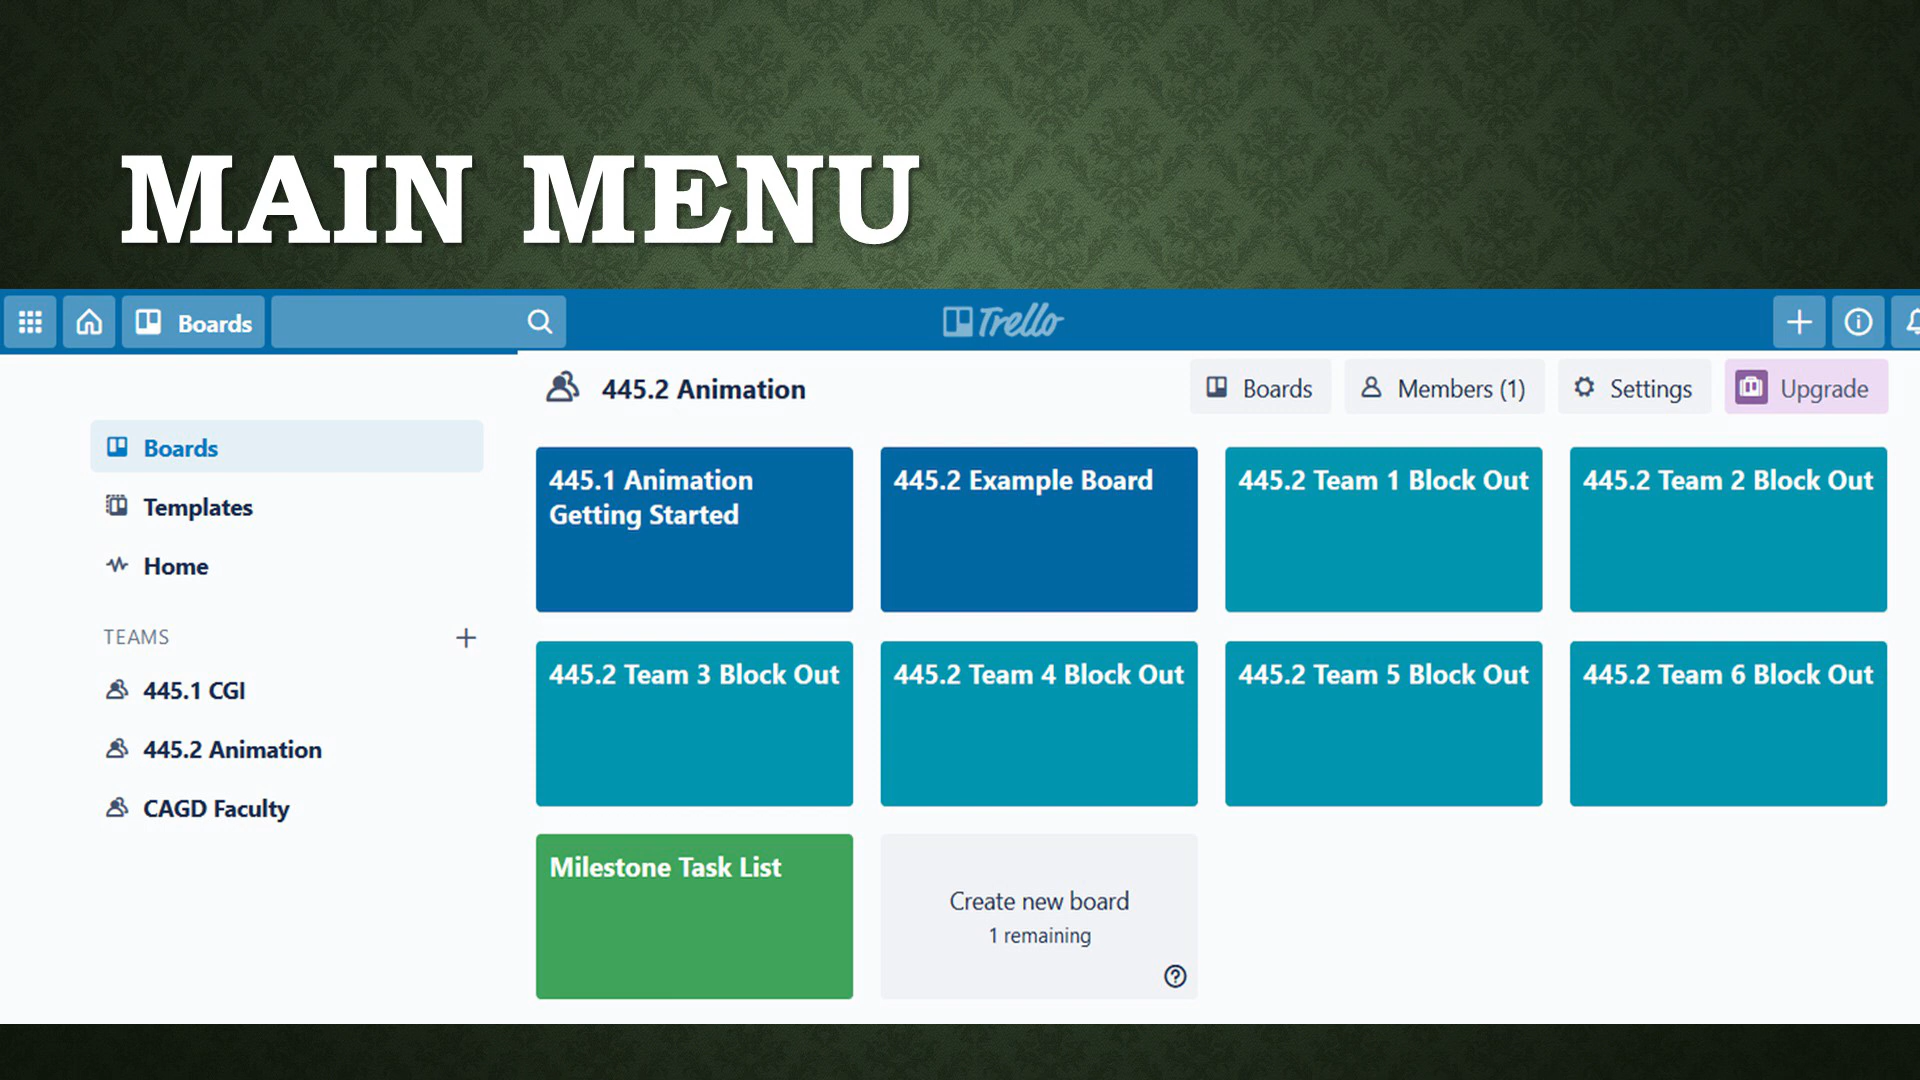 MAIN MENU
Boards
Trello
445.2 Animation
Boards
Members (1)
Settings
Upgrade
Boards
Templates
Home
TEAMS
445.1 CGI
445.2 Animation
CAGD Faculty
445.1 Animation
Getting Started
445.2 Example Board
445.2 Team 1 Block Out
445.2 Team 2 Block Out
445.2 Team 3 Block Out
445.2 Team 4 Block Out
445.2 Team 5 Block Out
445.2 Team 6 Block Out
Milestone Task List
Create new board
1 remaining